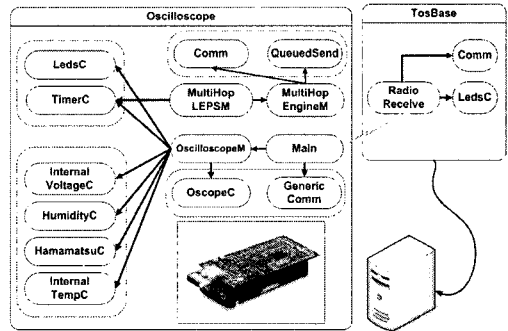 Oscilloscope
TosBase
LedsC
TimerC
Comm
QueuedSend
MultiHop
LEPSM
MultiHop
EngineM
OscilloscopeM
Main
OscopeC
Generic
Comm
Internal
VoltageC
HumidityC
HamamatsuC
Internal
TempC
Comm
Radio
Receive
LedsC